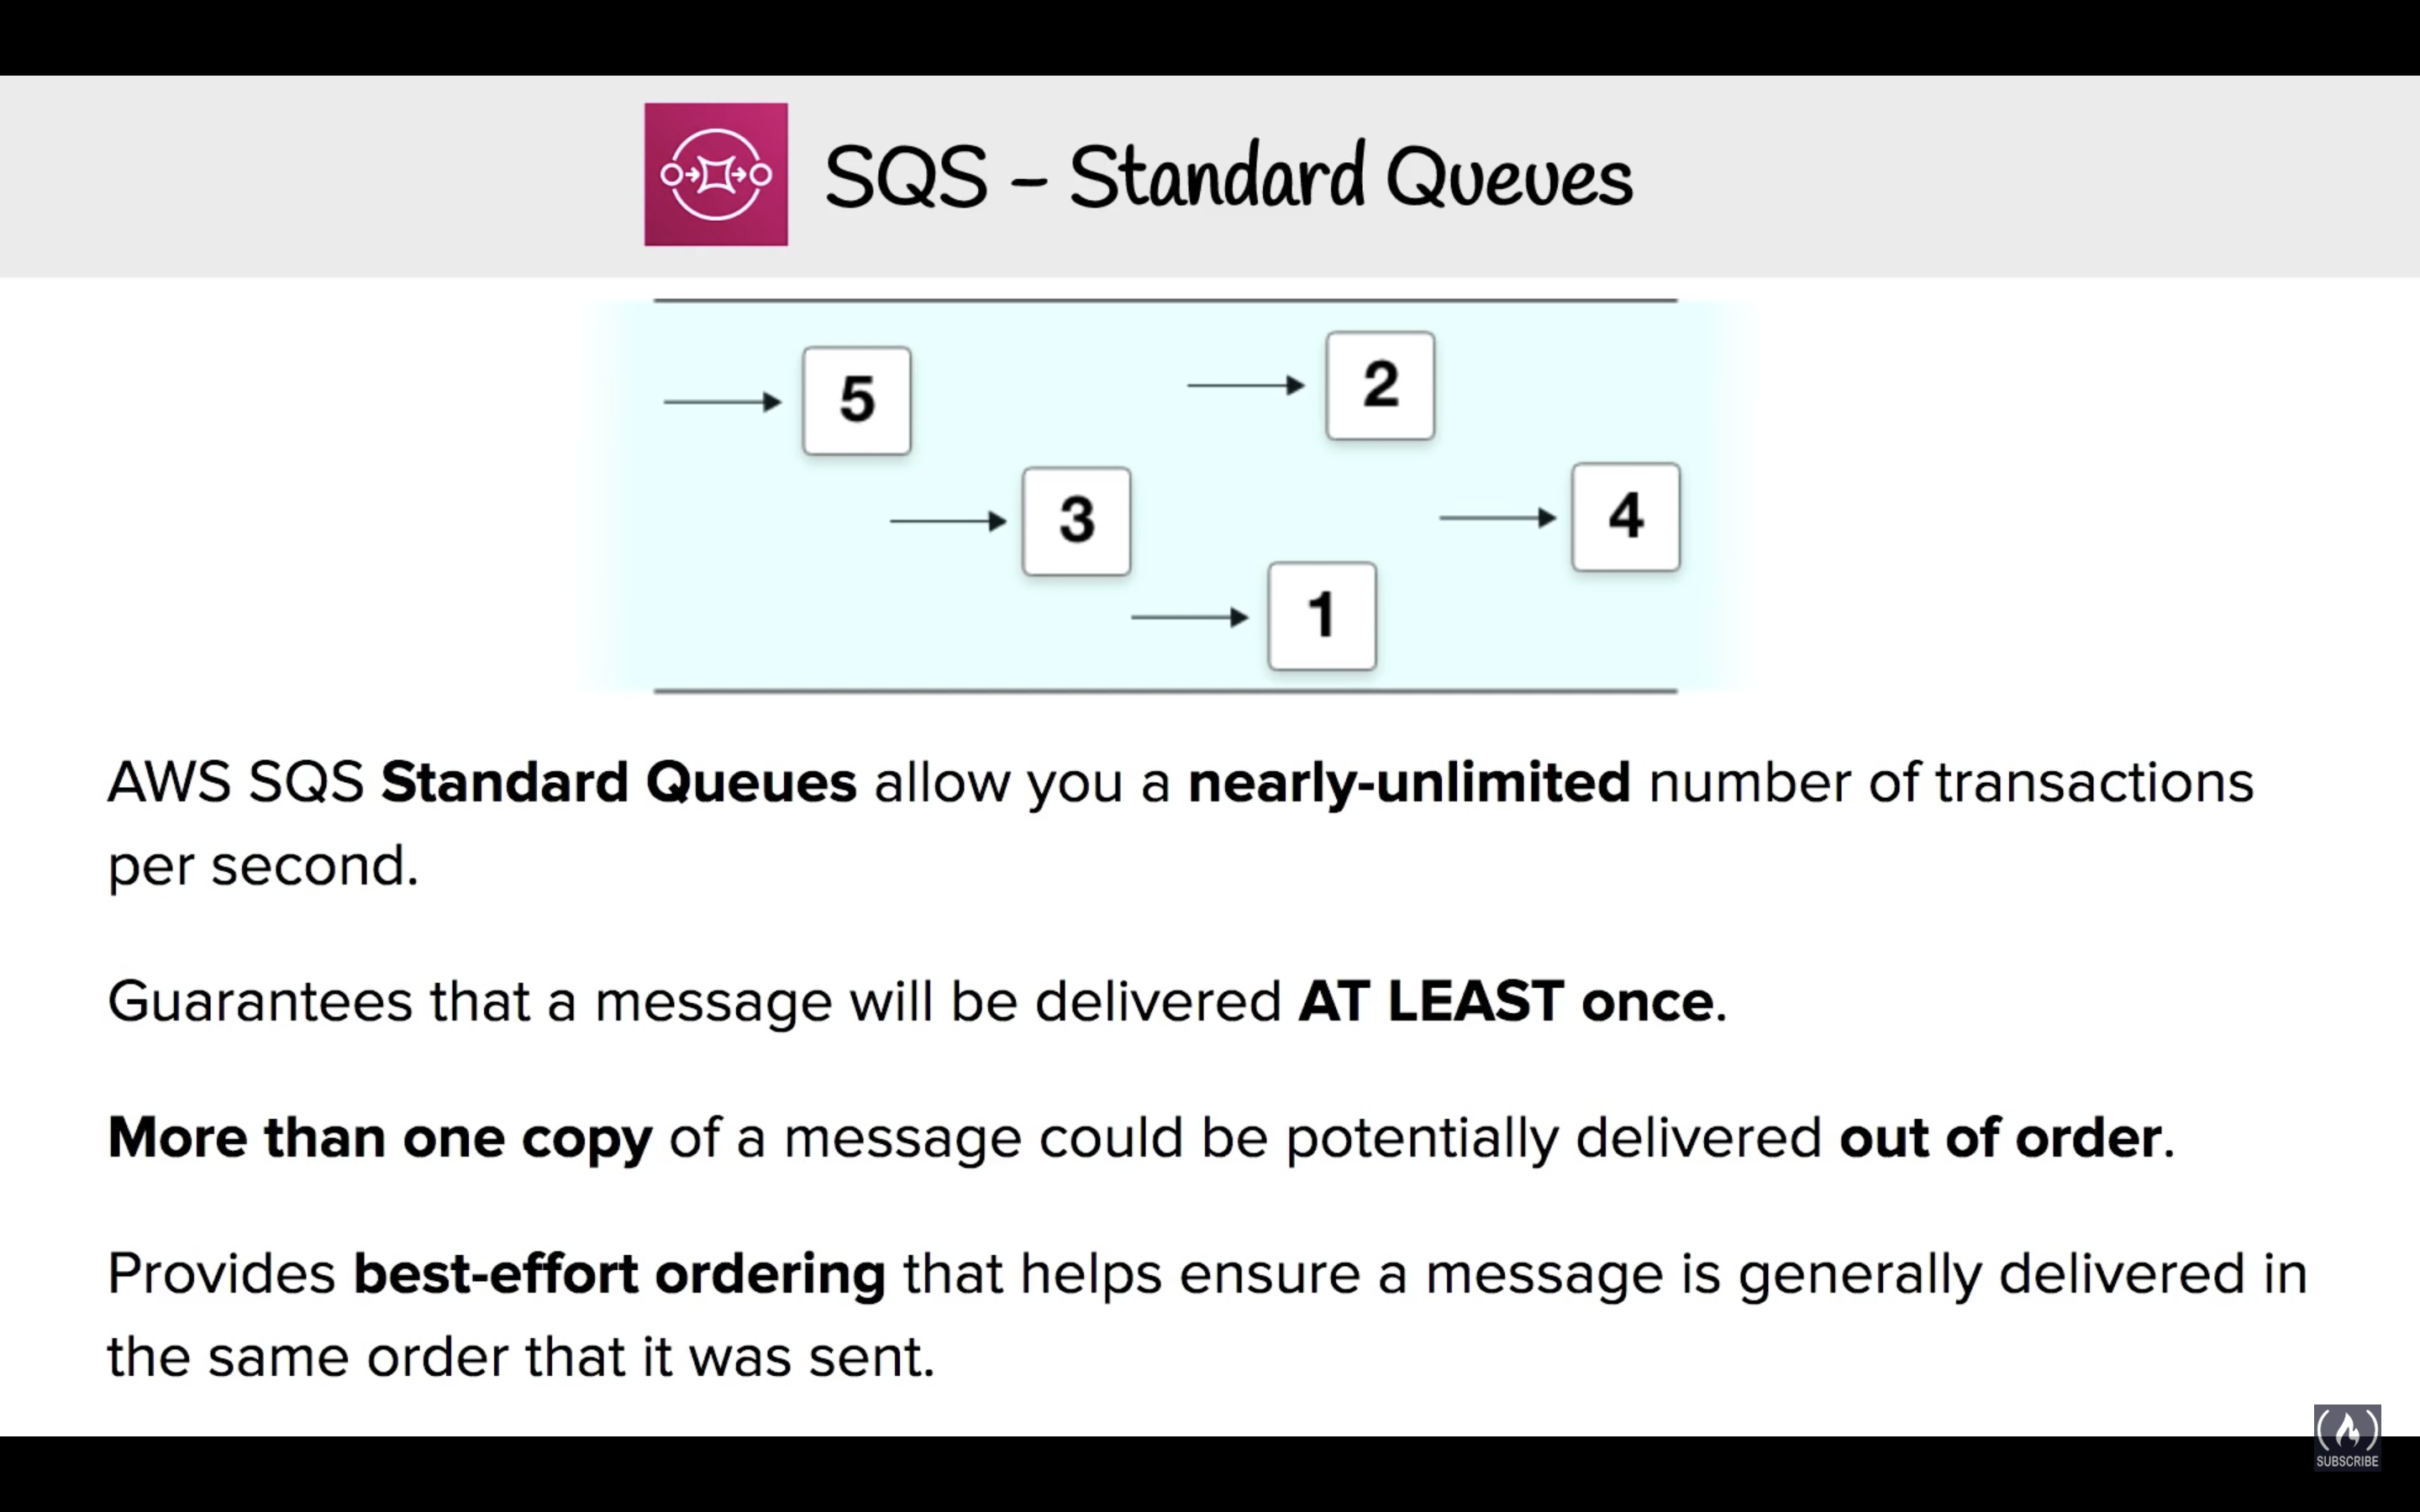 SQS – Standard Queues
5
2
3
4
1
AWS SQS Standard Queues allow you a nearly-unlimited number of transactions
per second.
Guarantees that a message will be delivered AT LEAST once.
More than one copy of a message could be potentially delivered out of order.
Provides best-effort ordering that helps ensure a message is generally delivered in
the same order that it was sent.
SUBSCRIBE